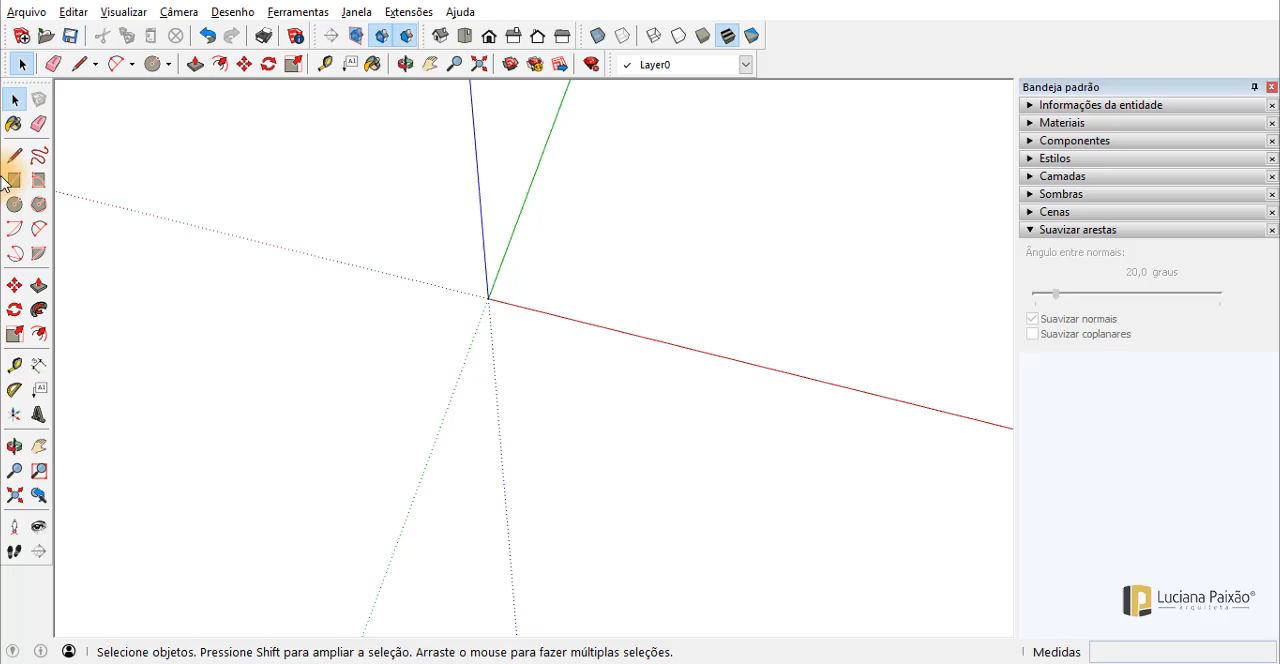 Arquivo Editar Visualizar Câmera Desenho Ferramentas Janela Extensões Ajuda
Layer0
Bandeja padrão
Informações da entidade
Materiais
Componentes
Estilos
Camadas
Sombras
Cenas
Suavizar arestas
Ângulo entre normais:
20,0 graus
Suavizar normais
Suavizar coplanares
Luciana Paixão®
arquiteta
Selecione objetos. Pressione Shift para ampliar a seleção. Arraste o mouse para fazer múltiplas seleções.
Medidas